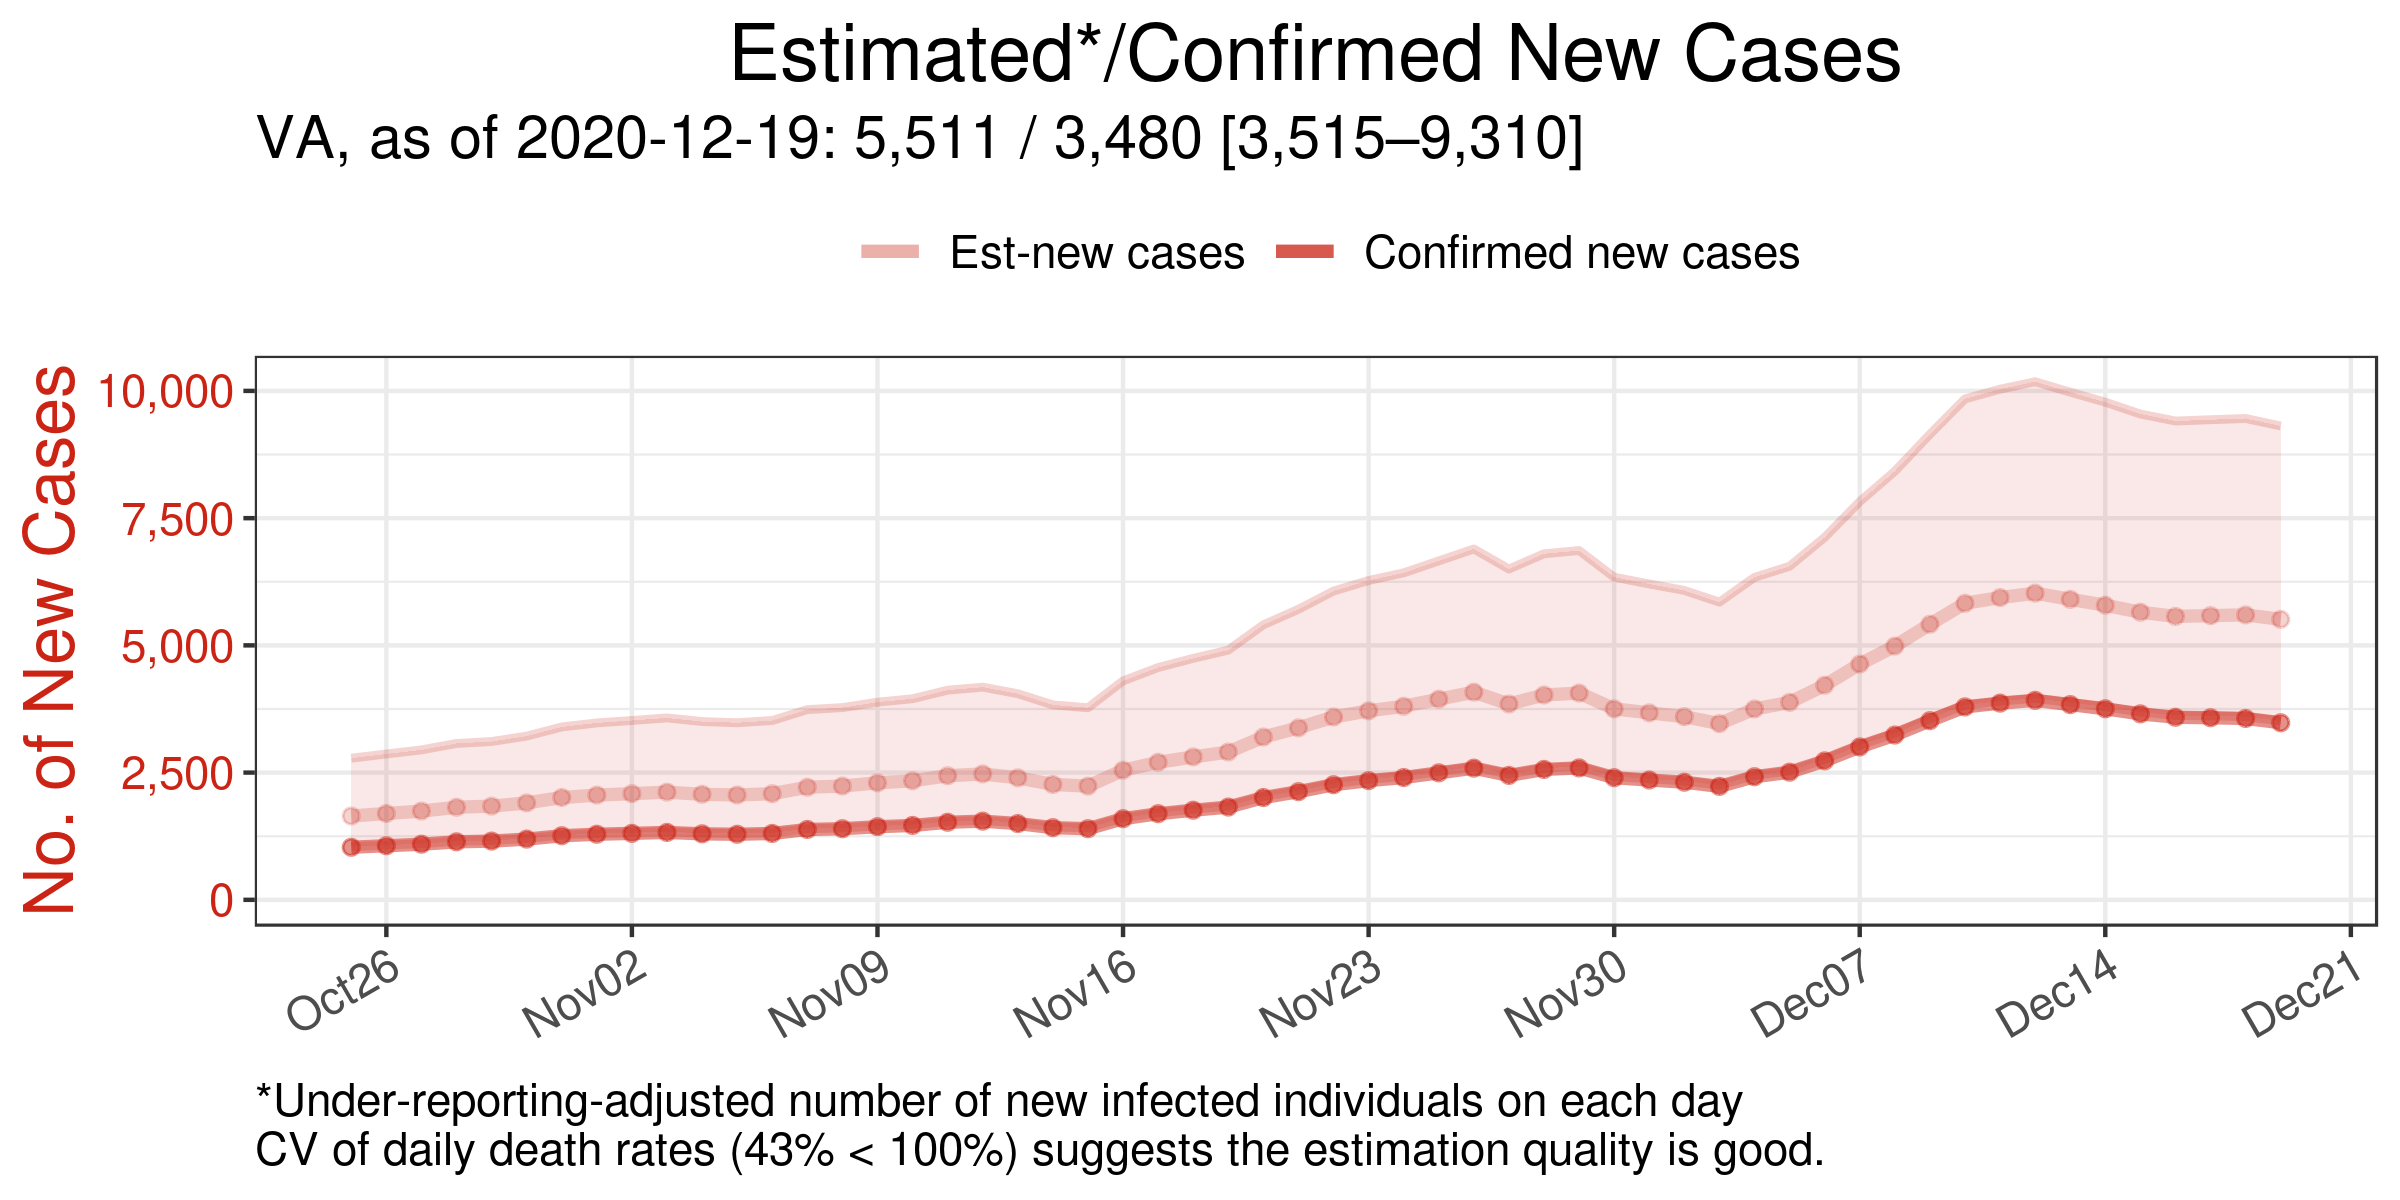 Estimated*/Confirmed New Cases
VA, as of 2020-12-19: 5,511 / 3,480 [3,515–9,310]
Est-new cases
Confirmed new cases
No. of New Cases
10,000
7,500
5,000
2,500
0
Oct26
Nov02
Nov09
Nov16
Nov23
Nov30
Dec07
Dec14
Dec21
*Under-reporting-adjusted number of new infected individuals on each day
CV of daily death rates (43% < 100%) suggests the estimation quality is good.